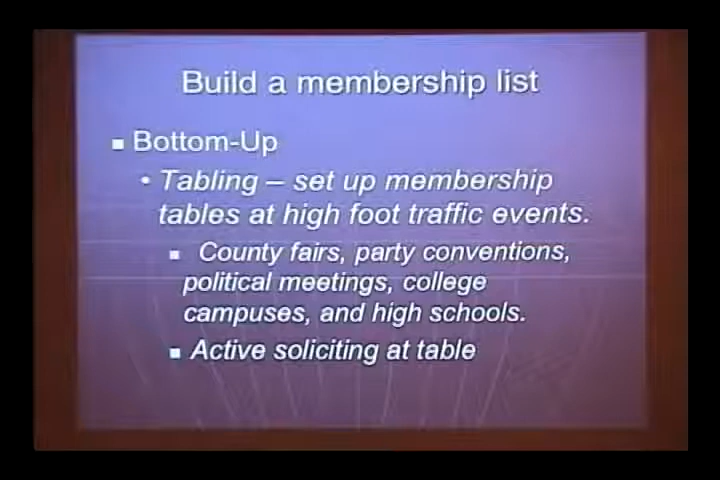 Build a membership list
Bottom-Up
Tabling – set up membership
tables at high foot traffic events.
County fairs, party conventions,
political meetings, college
campuses, and high schools.
Active soliciting at table